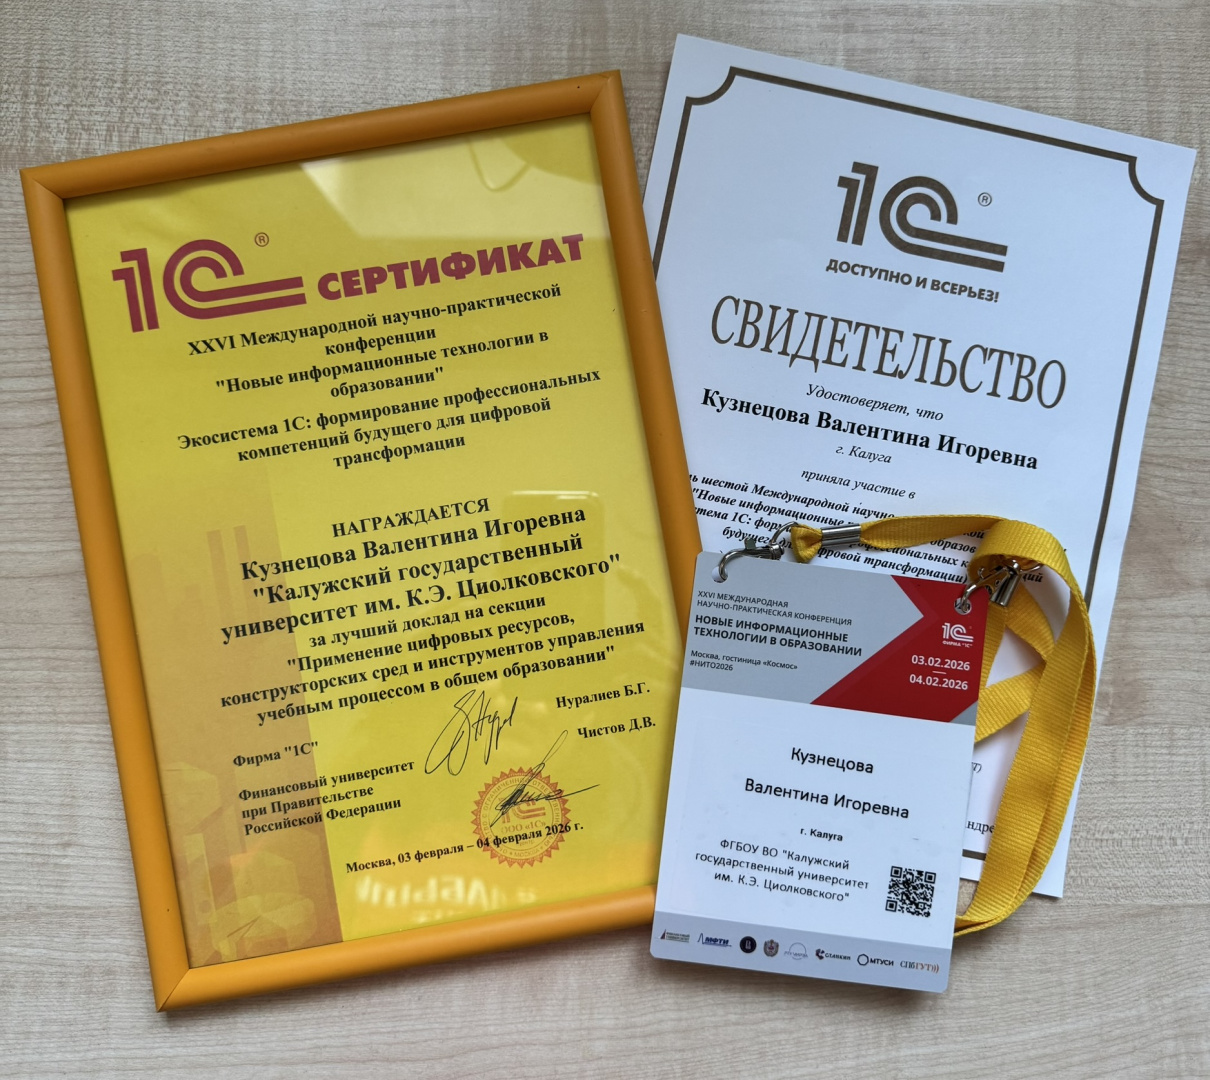 1С®
СЕРТИФИКАТ
XXVI Международной научно-практической
конференции
"Новые информационные технологии в
образовании"
Экосистема 1С: формирование профессиональных
компетенций будущего для цифровой
трансформации
НАГРАЖДАЕТСЯ
Кузнецова Валентина Игоревна
"Калужский государственный
университет им. К.Э. Циолковского"
за лучший доклад на секции
"Применение цифровых ресурсов,
конструкторских сред и инструментов управления
учебным процессом в общем образовании"
Нуралиев Б.Г.
Чистов Д.В.
Фирма "1С"
Финансовый университет
при Правительстве
Российской Федерации
ООО «1С»
Москва, 03 февраля – 04 февраля 2026 г.
1С®
ДОСТУПНО И ВСЕРЬЕЗ!
СВИДЕТЕЛЬСТВО
Удостоверяет, что
Кузнецова Валентина Игоревна
г. Калуга
приняла участие в
шестой Международной научно
"Новые информационные
1С:
цифровой трансформации
XXVI МЕЖДУНАРОДНАЯ
НАУЧНО-ПРАКТИЧЕСКАЯ КОНФЕРЕНЦИЯ
НОВЫЕ ИНФОРМАЦИОННЫЕ
ТЕХНОЛОГИИ В ОБРАЗОВАНИИ
Москва, гостиница «Космос»
#НИТО2026
1С
ФИРМА "1С"
03.02.2026
04.02.2026
Кузнецова
Валентина Игоревна
г. Калуга
ФГБОУ ВО "Калужский
государственный университет
им. К.Э. Циолковского"
МФТИ
СЛАВКИН
МТУСИ
СПбГУТ)))